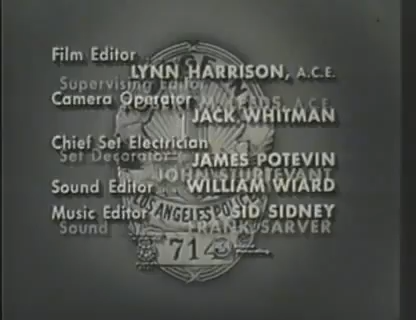 Film Editor
LYNN HARRISON, A.C.E.
Supervising Editor
A.C.E.
Camera Operator
JACK WHITMAN
Chief Set Electrician
Set Decorator
JAMES POTEVIN
JOHN STURTEVANT
Sound Editor
WILLIAM WIARD
LOS ANGELES POLICE
Music Editor
SID SIDNEY
Sound
FRANK SARVER
714